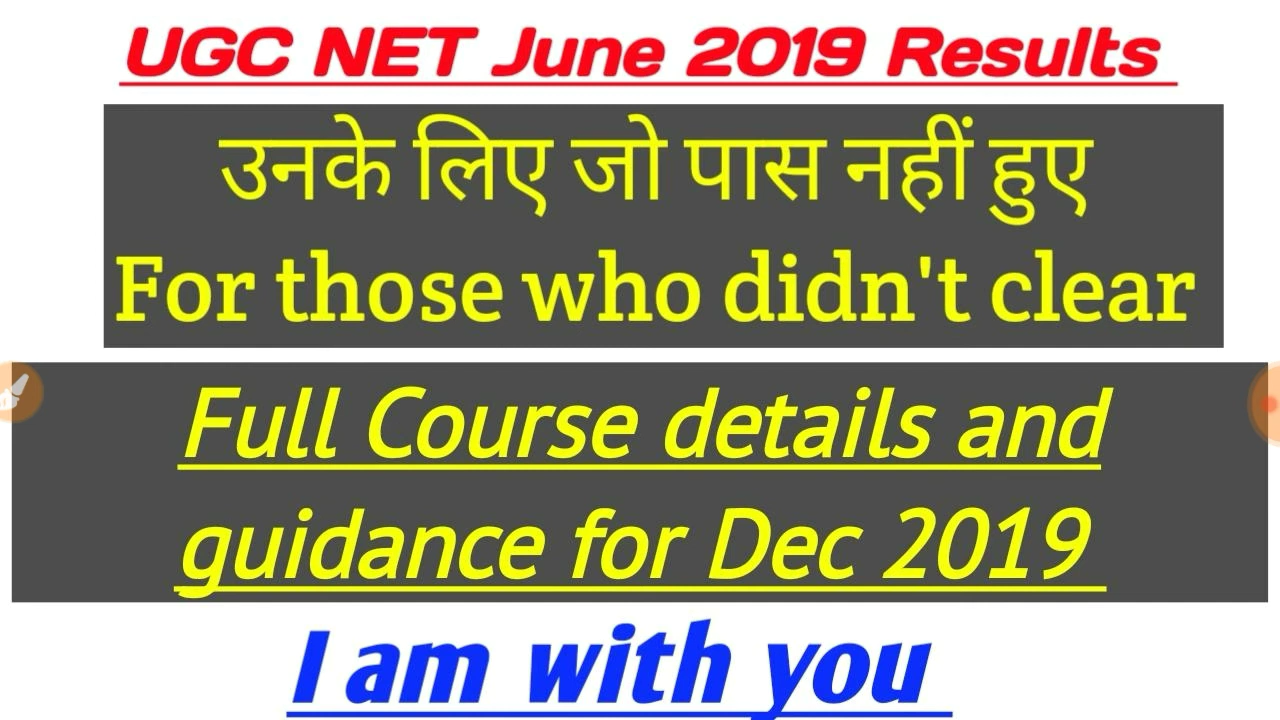 UGC NET June 2019 Results
उनके लिए जो पास नहीं हुए
For those who didn't clear
Full Course details and
guidance for Dec 2019
I am with you